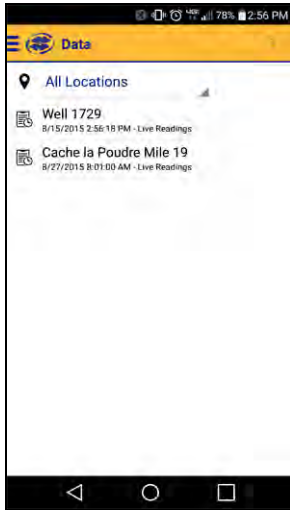 78% 2:56 PM
Data
All Locations
Well 1729
8/15/2015 2:56:18 PM - Live Readings
Cache la Poudre Mile 19
8/27/2015 8:01:00 AM - Live Readings